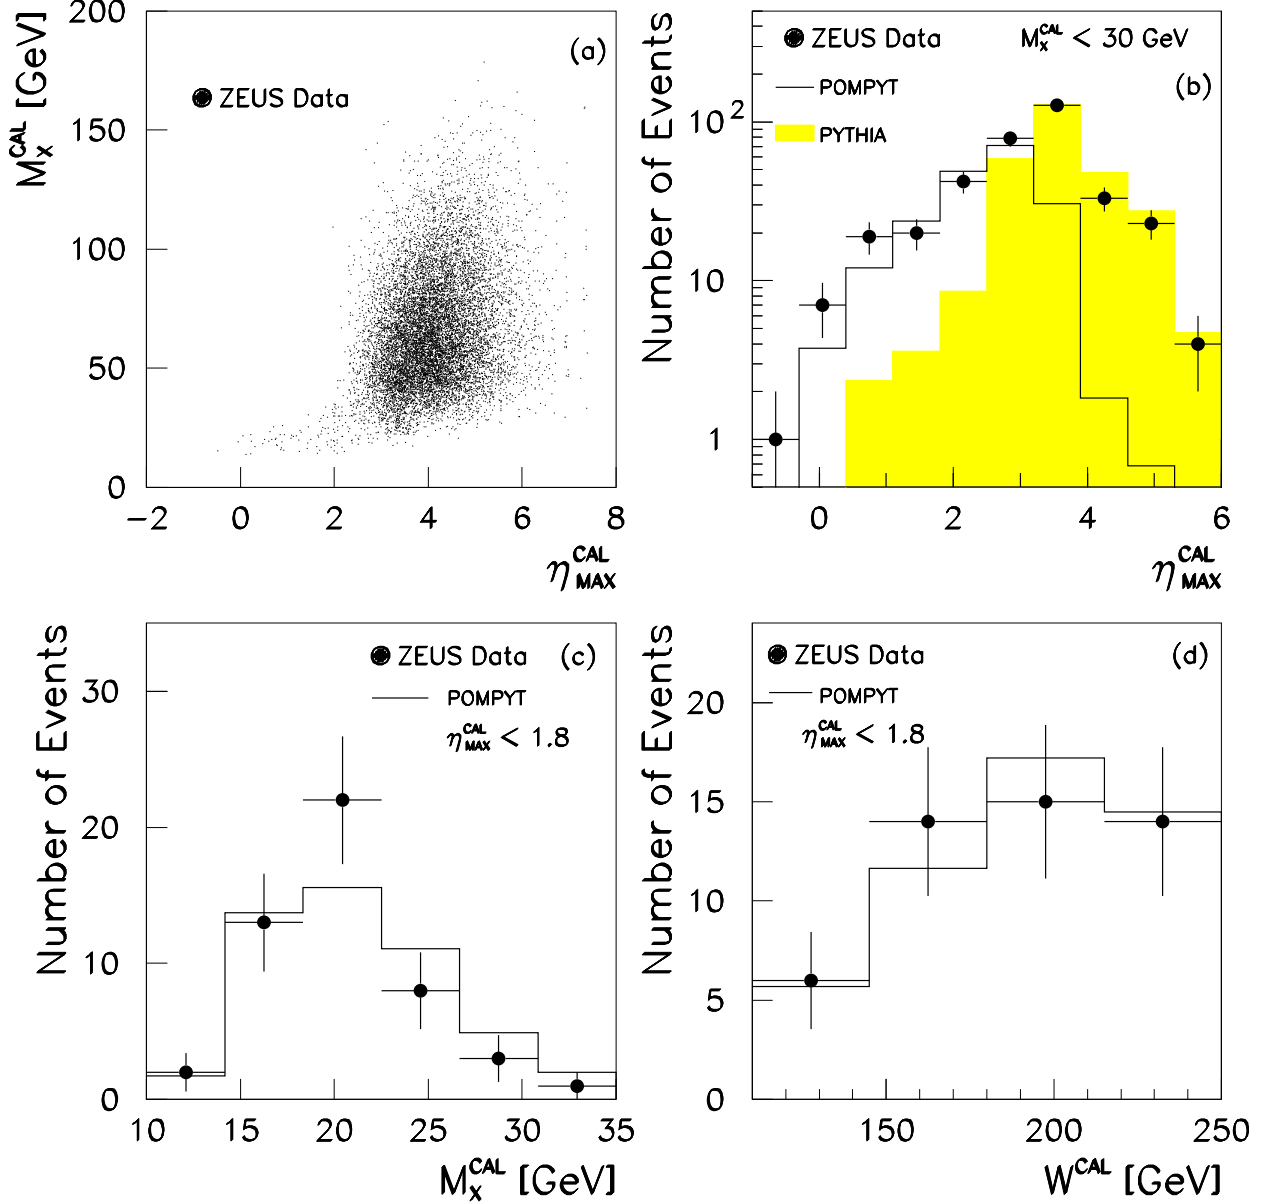 M_X^CAL [GeV]
200
150
100
50
0
(a)
ZEUS Data
−2 0 2 4 6 8
η_MAX^CAL
Number of Events
10^2
10
1
ZEUS Data M_X^CAL < 30 GeV
POMPYT (b)
PYTHIA
0 2 4 6
η_MAX^CAL
Number of Events
30
20
10
0
ZEUS Data (c)
POMPYT
η_MAX^CAL < 1.8
10 15 20 25 30 35
M_X^CAL [GeV]
Number of Events
20
15
10
5
0
ZEUS Data (d)
POMPYT
η_MAX^CAL < 1.8
150 200 250
W^CAL [GeV]